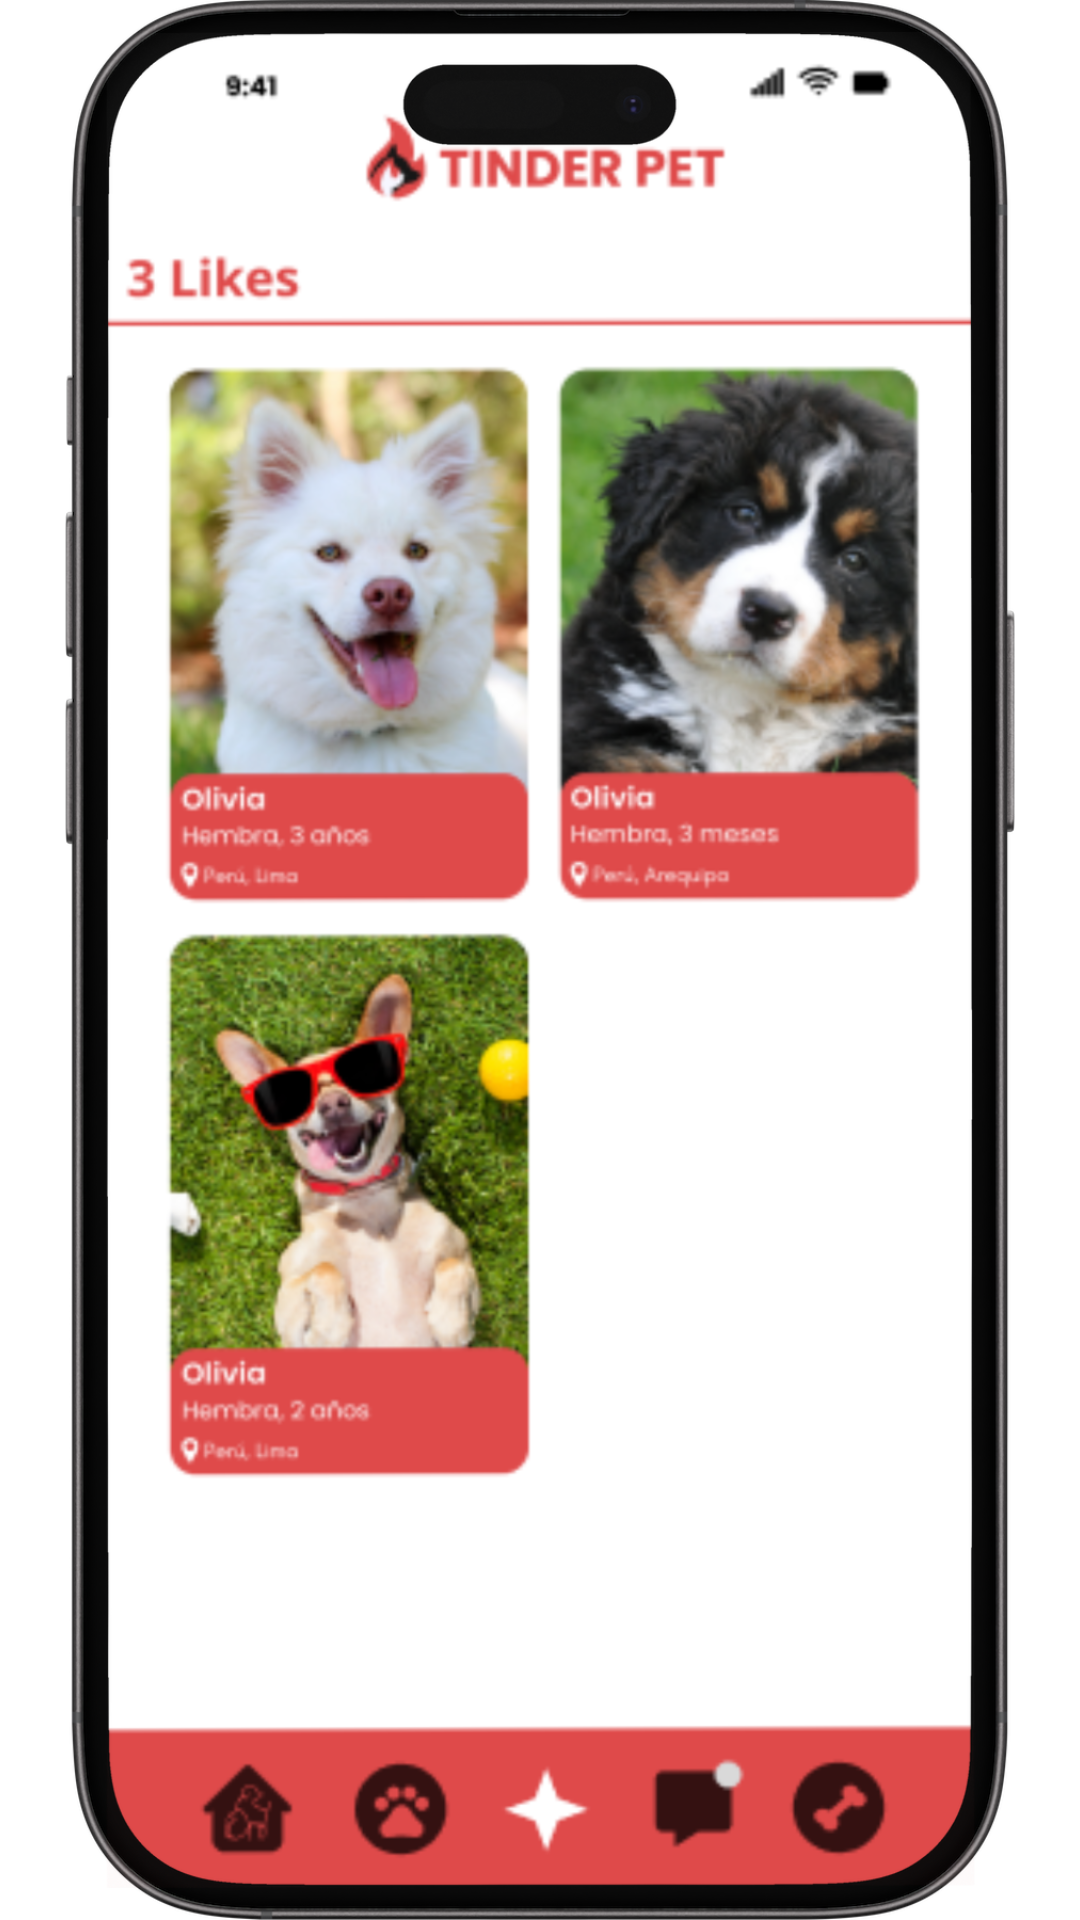 9:41
TINDER PET
3 Likes
Olivia
Hembra, 3 años
Perú, Lima
Olivia
Hembra, 3 meses
Perú, Arequipa
Olivia
Hembra, 2 años
Perú, Lima